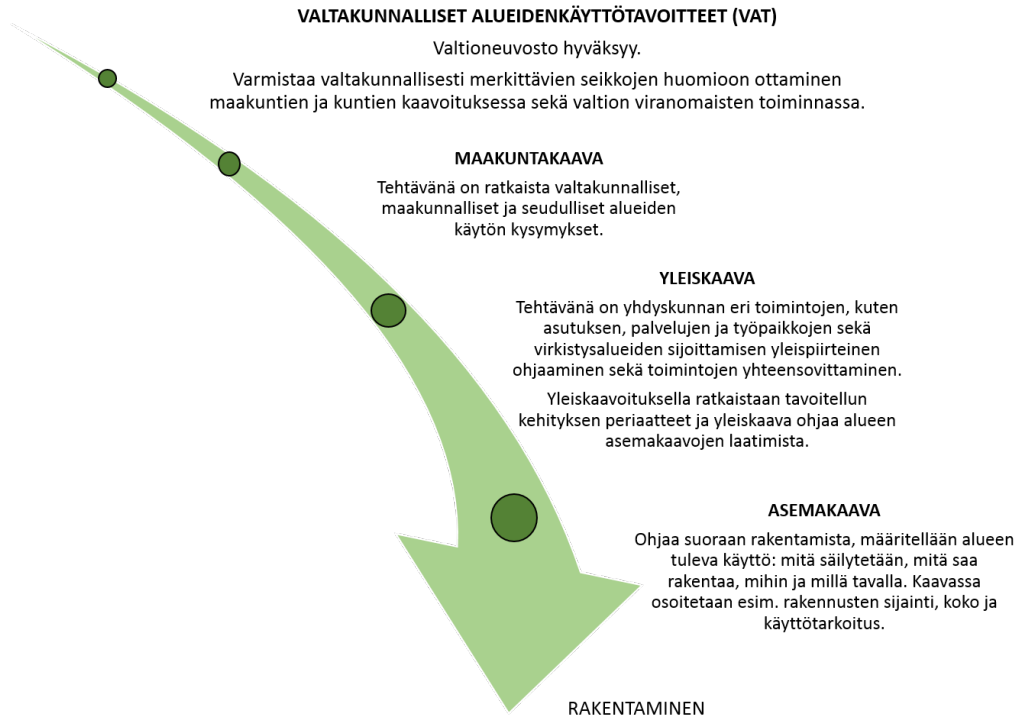 VALTAKUNNALLISET ALUEIDENKÄYTTÖTAVOITTEET (VAT)
Valtioneuvosto hyväksyy.
Varmistaa valtakunnallisesti merkittävien seikkojen huomioon ottaminen
maakuntien ja kuntien kaavoituksessa sekä valtion viranomaisten toiminnassa.
MAAKUNTAKAAVA
Tehtävänä on ratkaista valtakunnalliset,
maakunnalliset ja seudulliset alueiden
käytön kysymykset.
YLEISKAAVA
Tehtävänä on yhdyskunnan eri toimintojen, kuten
asutuksen, palvelujen ja työpaikkojen sekä
virkistysalueiden sijoittamisen yleispiirteinen
ohjaaminen sekä toimintojen yhteensovittaminen.
Yleiskaavoituksella ratkaistaan tavoitellun
kehityksen periaatteet ja yleiskaava ohjaa alueen
asemakaavojen laatimista.
ASEMAKAAVA
Ohjaa suoraan rakentamista, määritellään alueen
tuleva käyttö: mitä säilytetään, mitä saa
rakentaa, mihin ja millä tavalla. Kaavassa
osoitetaan esim. rakennusten sijainti, koko ja
käyttötarkoitus.
RAKENTAMINEN